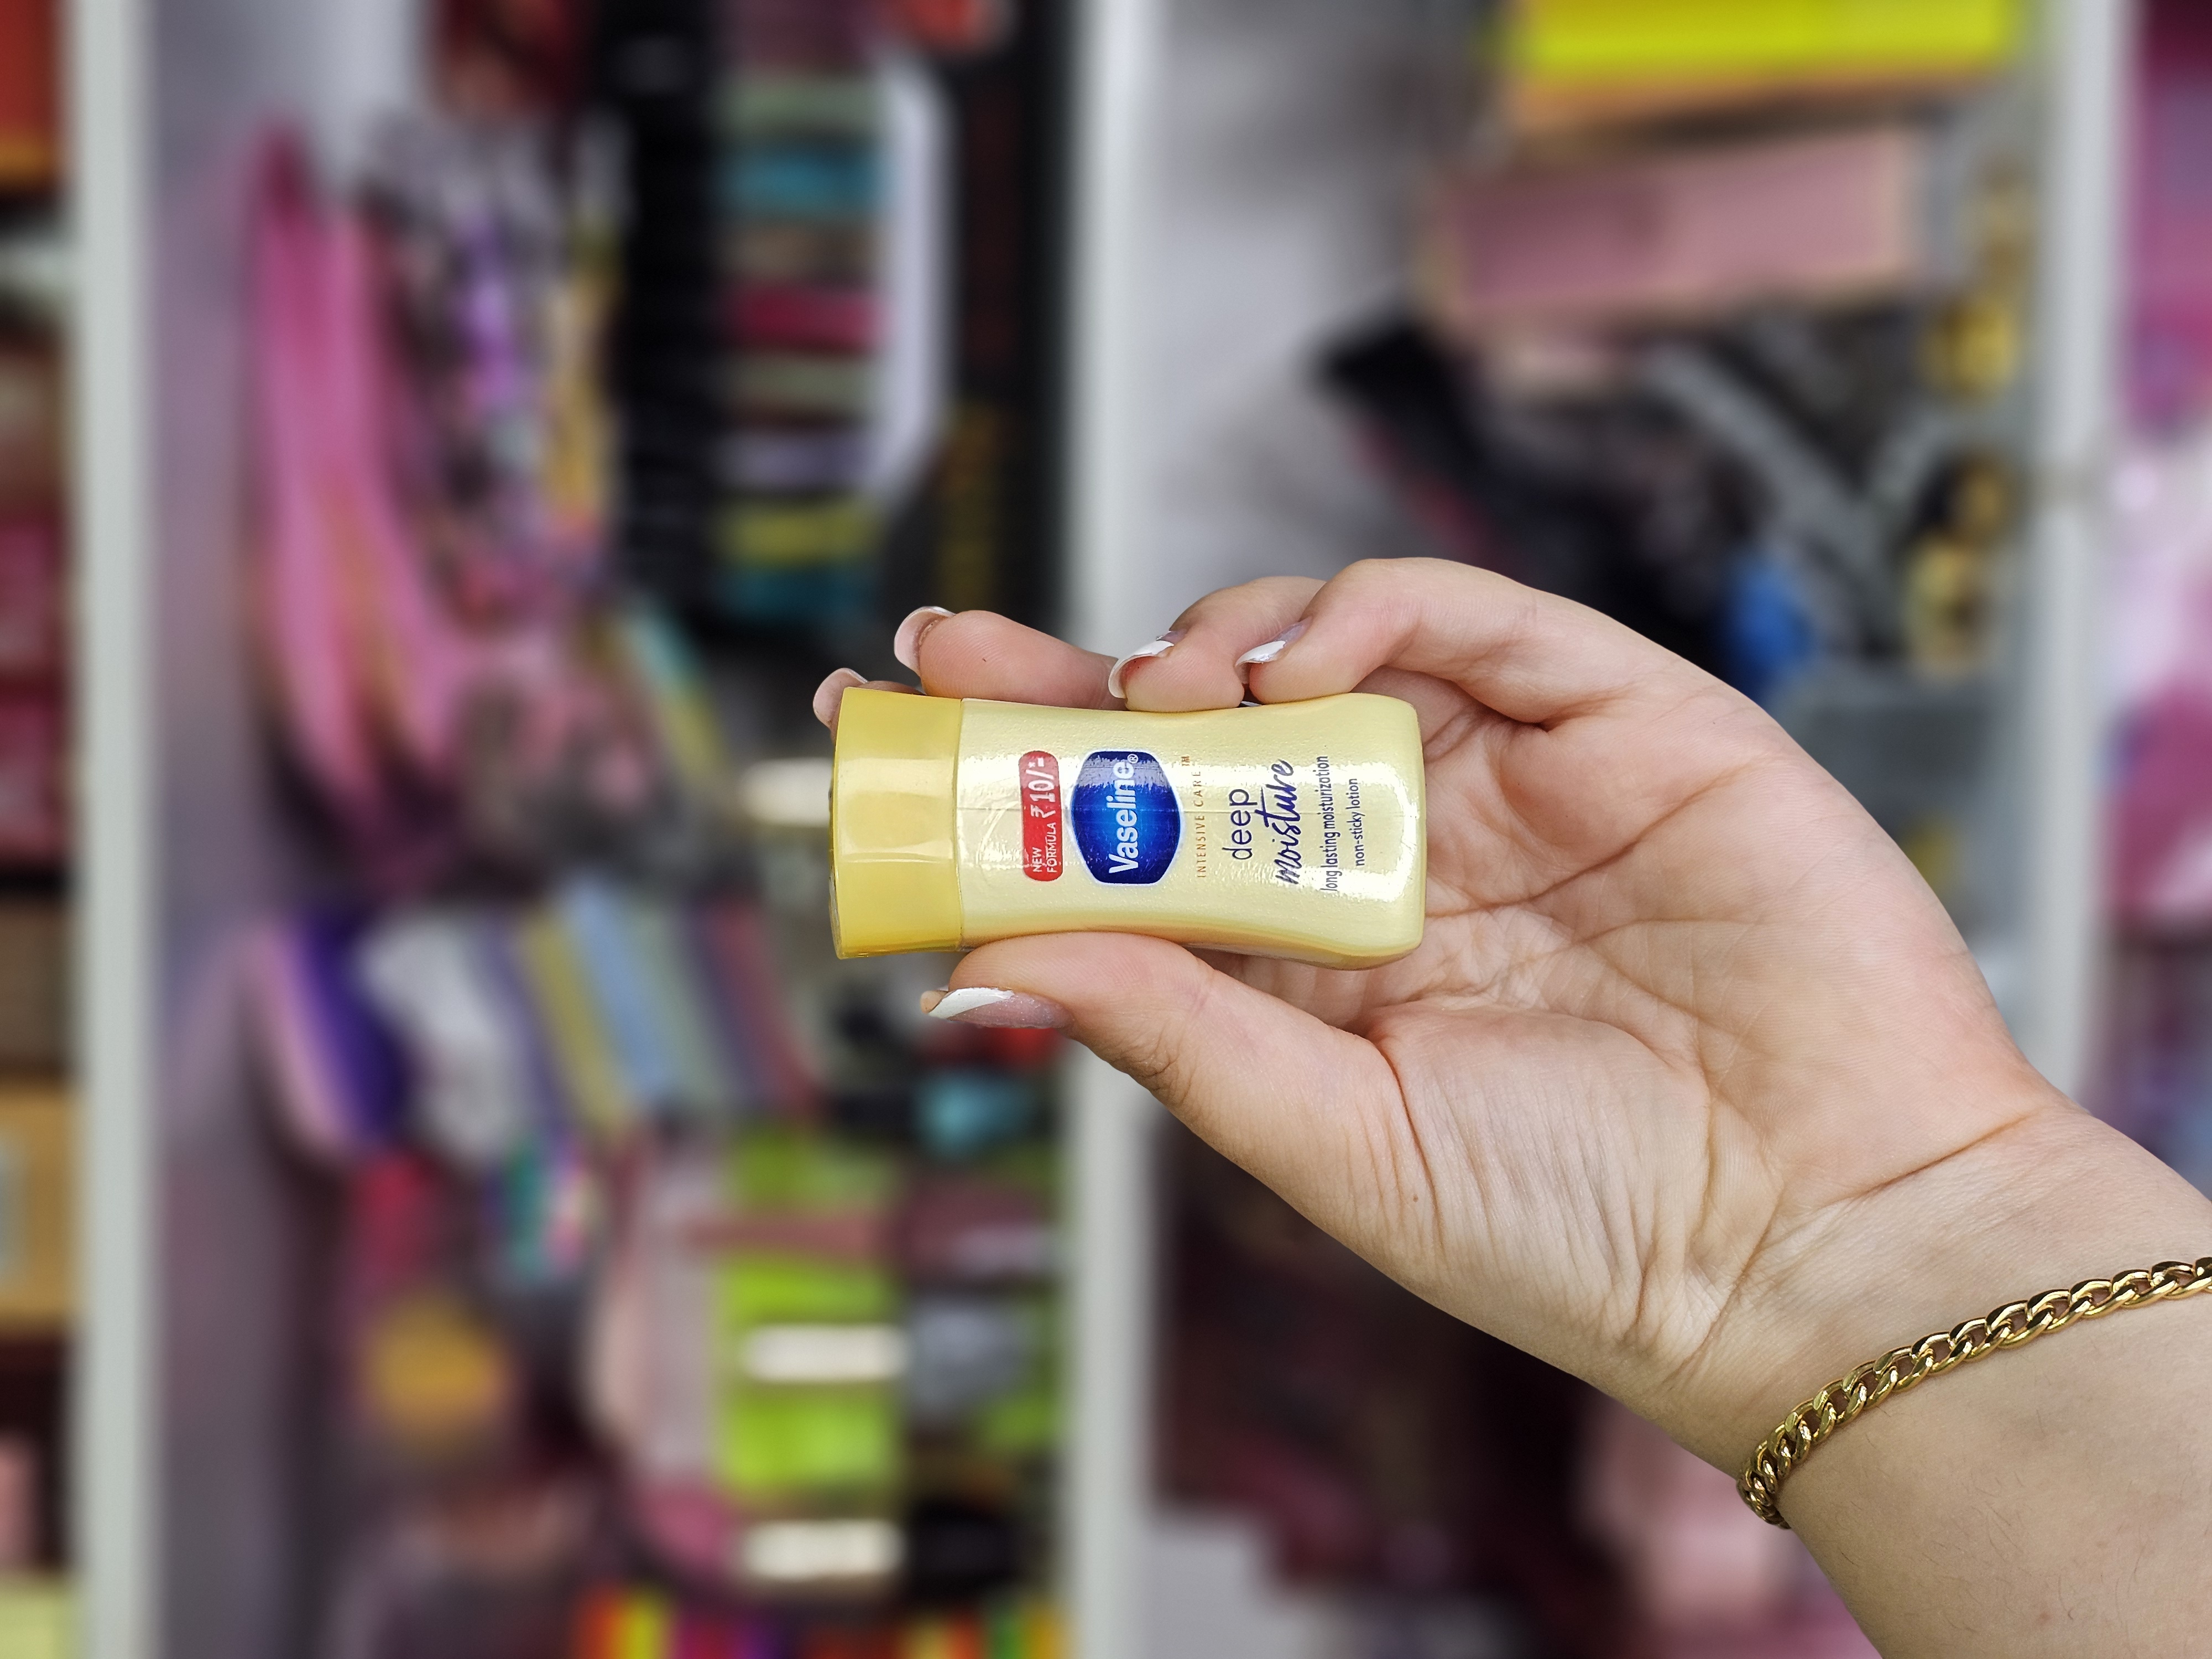 NEW
FORMULA ₹10/-
Vaseline®
INTENSIVE CARE™
deep
moisture
long lasting moisturization
non-sticky lotion